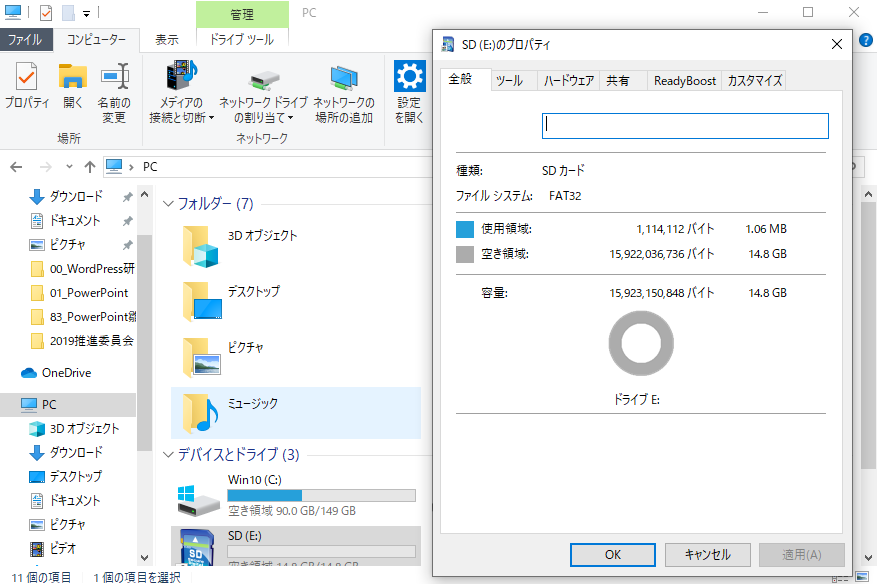 管理
PC
ファイル
コンピューター
表示
ドライブ ツール
プロパティ
開く
名前の
変更
メディアの
接続と切断
ネットワーク ドライブ
の割り当て
ネットワークの
場所の追加
設定
を開く
場所
ネットワーク
PC
ダウンロード
ドキュメント
ピクチャ
00_WordPress研
01_PowerPoint
83_PowerPoint
2019推進委員会
OneDrive
PC
3D オブジェクト
ダウンロード
デスクトップ
ドキュメント
ピクチャ
ビデオ
フォルダー (7)
3D オブジェクト
デスクトップ
ピクチャ
ミュージック
デバイスとドライブ (3)
Win10 (C:)
空き領域 90.0 GB/149 GB
SD (E:)
空き領域 14.8 GB/14.8 GB
11 個の項目
1 個の項目を選択
SD (E:)のプロパティ
全般
ツール
ハードウェア
共有
ReadyBoost
カスタマイズ
種類: SD カード
ファイル システム: FAT32
使用領域: 1,114,112 バイト 1.06 MB
空き領域: 15,922,036,736 バイト 14.8 GB
容量: 15,923,150,848 バイト 14.8 GB
ドライブ E:
OK
キャンセル
適用(A)